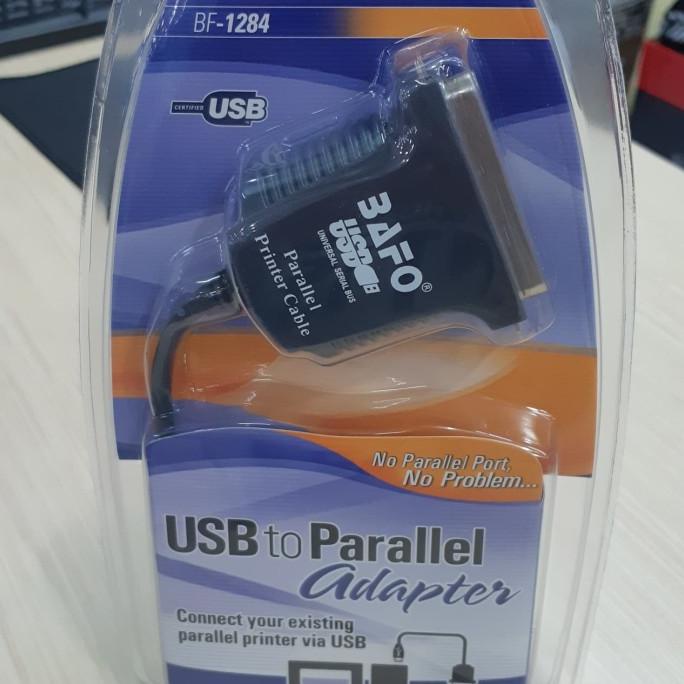 BF-1284
CERTIFIED USB
BAFO®
USB
UNIVERSAL SERIAL BUS
Parallel
Printer Cable
No Parallel Port,
No Problem...
USB to Parallel
Adapter
Connect your existing
parallel printer via USB